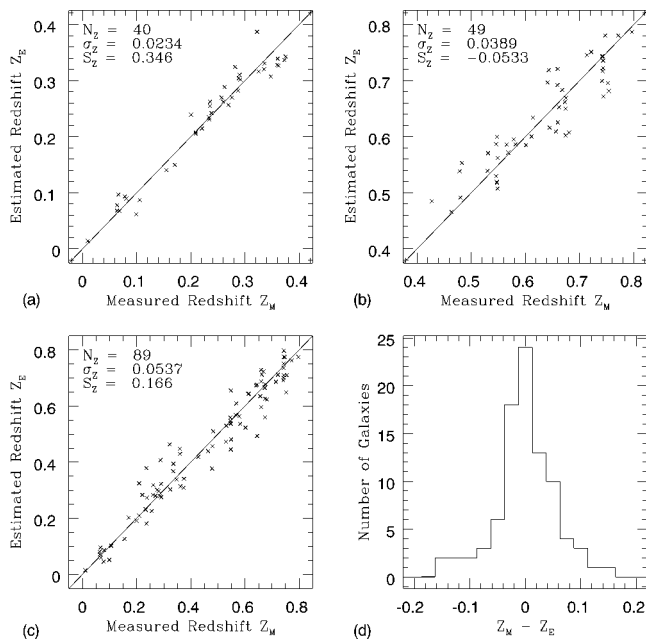 N_Z = 40
σ_Z = 0.0234
S_Z = 0.346
Estimated Redshift Z_E
0.4
0.3
0.2
0.1
0
0 0.1 0.2 0.3 0.4
(a) Measured Redshift Z_M
N_Z = 49
σ_Z = 0.0389
S_Z = −0.0533
Estimated Redshift Z_E
0.8
0.7
0.6
0.5
0.4
0.4 0.5 0.6 0.7 0.8
(b) Measured Redshift Z_M
N_Z = 89
σ_Z = 0.0537
S_Z = 0.166
Estimated Redshift Z_E
0.8
0.6
0.4
0.2
0
0 0.2 0.4 0.6 0.8
(c) Measured Redshift Z_M
Number of Galaxies
25
20
15
10
5
0
-0.2 -0.1 0 0.1 0.2
(d) Z_M − Z_E